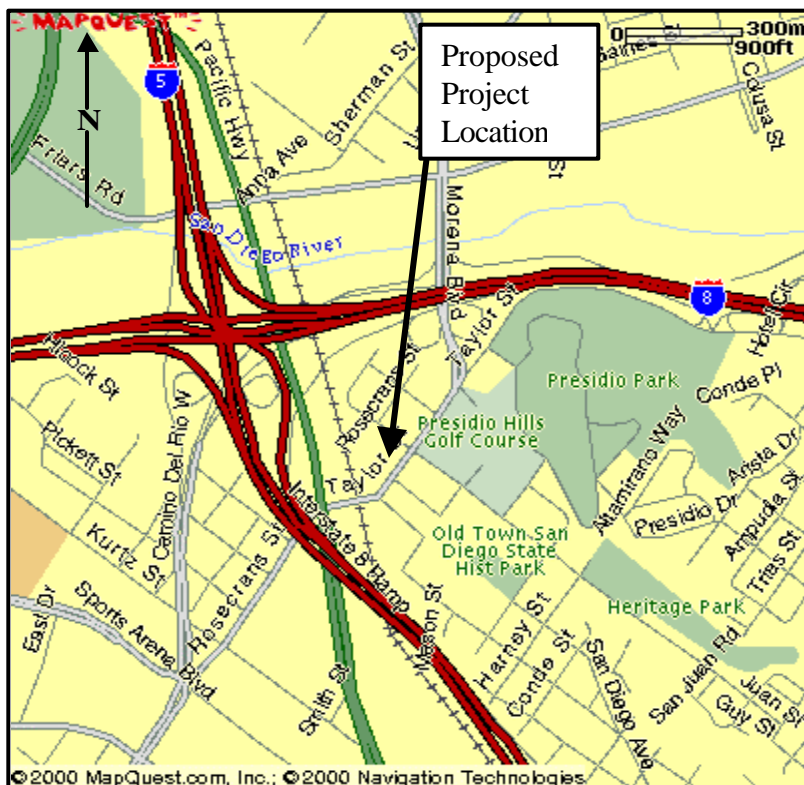 MAPQUEST™
N
5
Pacific Hwy
Sherman St
Proposed
Project
Location
0 300m
900ft
Gaines St
Colusa St
Friars Rd
Anna Ave
St
Morena Blvd
San Diego River
8
Taylor St
Hotel Cir
Hancock St
Rosecrans St
Presidio Park
Conde Pl
Presidio Hills
Golf Course
Pickett St
Camino Del Rio W
Taylor St
Altamirano Way
Arista Dr
Presidio Dr
Ampudia St
Trias St
Kurtz St
Rosecrans St
Interstate 8 Ramp
Old Town San
Diego State
Hist Park
Heritage Park
East Dr
Sports Arena Blvd
Mason St
Harney St
Conde St
San Diego Ave
San Juan Rd
Juan St
Guy St
Smith St
©2000 MapQuest.com, Inc.; ©2000 Navigation Technologies